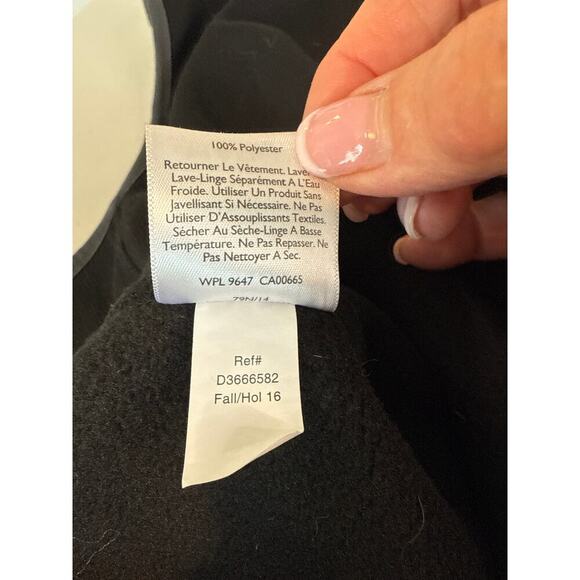 100% Polyester
Retourner Le Vêtement.
Lave-Linge Séparément A L'Eau
Froide. Utiliser Un Produit Sans
Javellisant Si Nécessaire. Ne Pas
Utiliser D'Assouplissants Textiles.
Sécher Au Sèche-Linge A Basse
Température. Ne Pas Repasser. Ne
Pas Nettoyer A Sec.
WPL 9647 CA00665
Ref#
D3666582
Fall/Hol 16